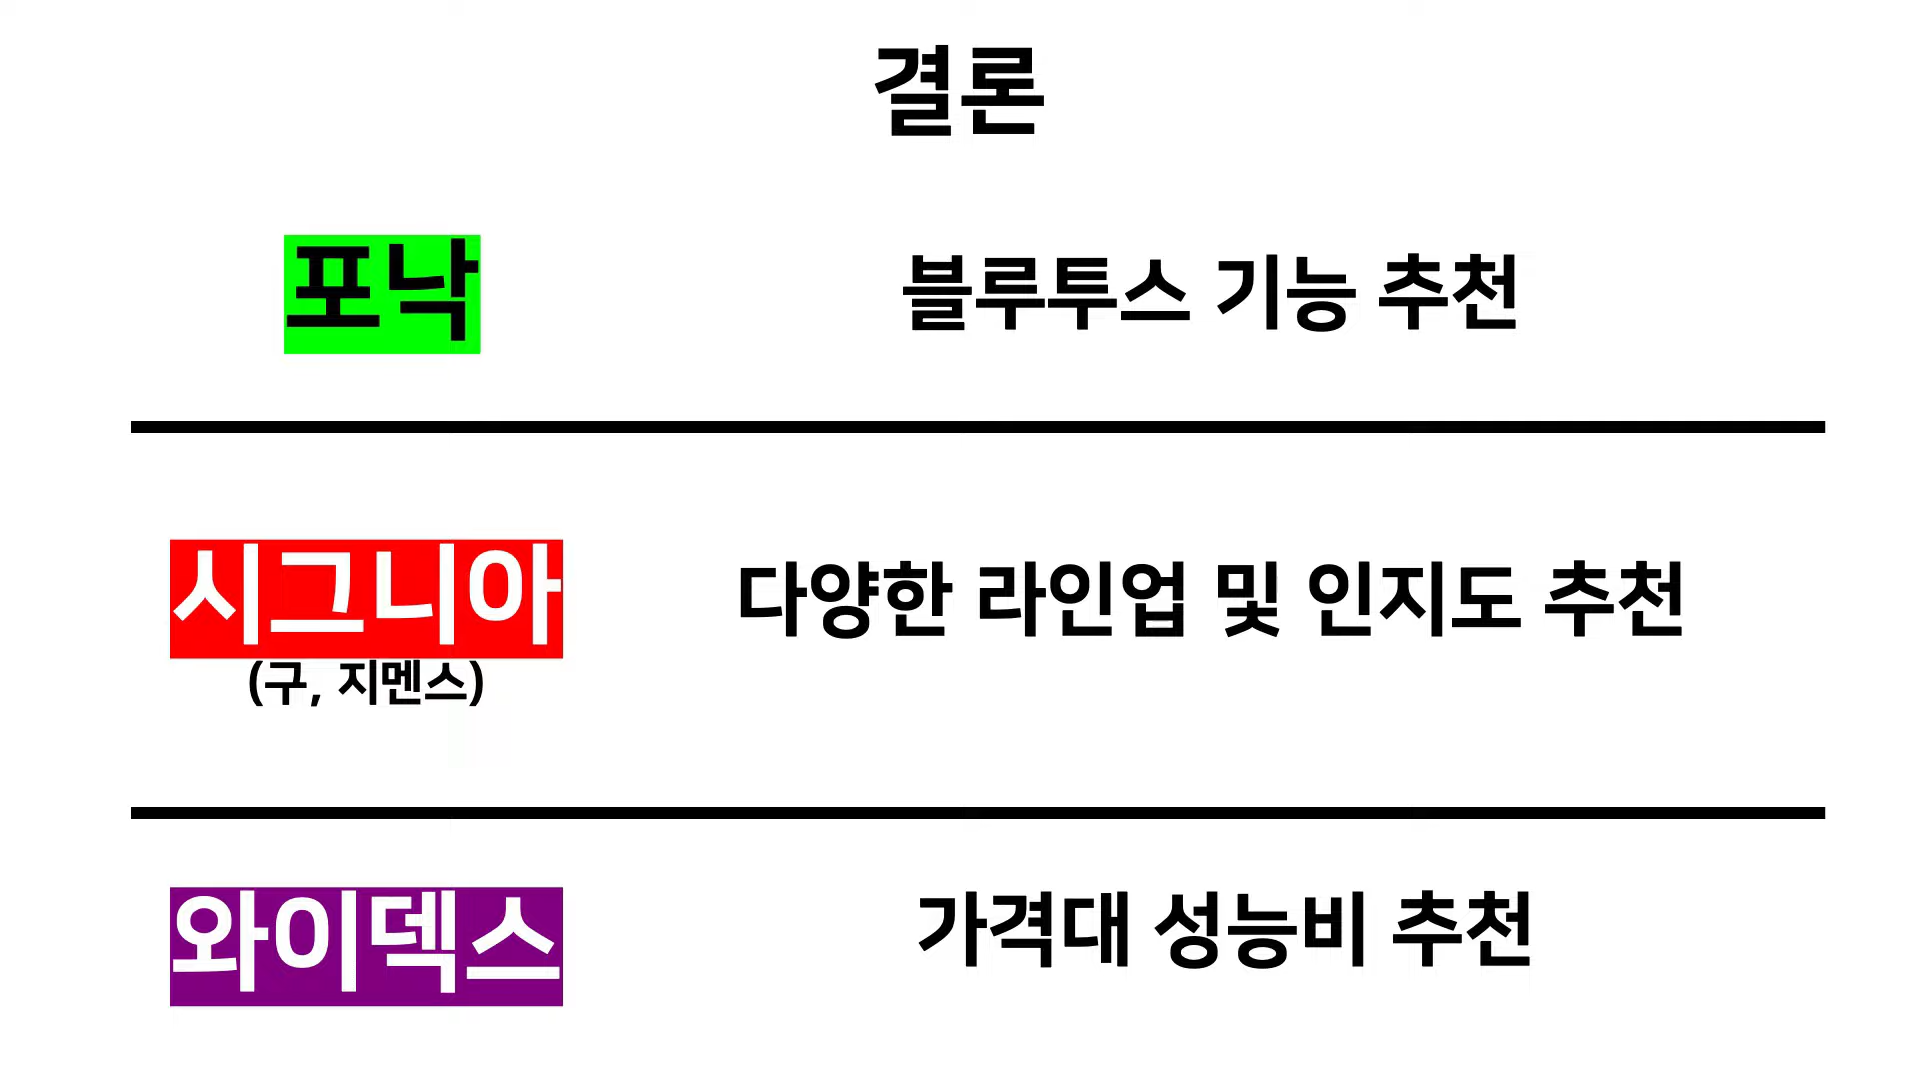 결론
포낙
블루투스 기능 추천
시그니아
(구, 지멘스)
다양한 라인업 및 인지도 추천
와이덱스
가격대 성능비 추천